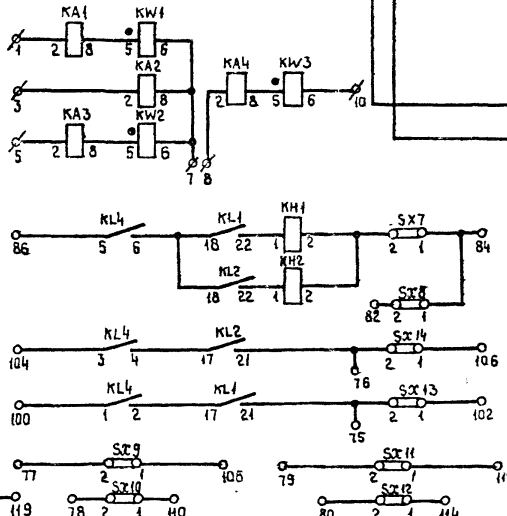 KA1 KW1
1 2 8 5 6
KA2 KA4 KW3
3 2 8 2 8 5 6 10
KA3 KW2
5 2 8 5 6
7 8
KL4 KL1 KH1 SX7
86 5 6 18 22 1 2 2 1 84
KL2 KH2 SX8
18 22 1 2 82 2 1
KL4 KL2 SX14
104 3 4 17 21 2 1 106
76
KL4 KL1 SX13
100 1 2 17 21 2 1 102
75
SX9 SX11
77 2 1 79 2 1
SX10 SX12
119 78 2 1 80 2 1 114